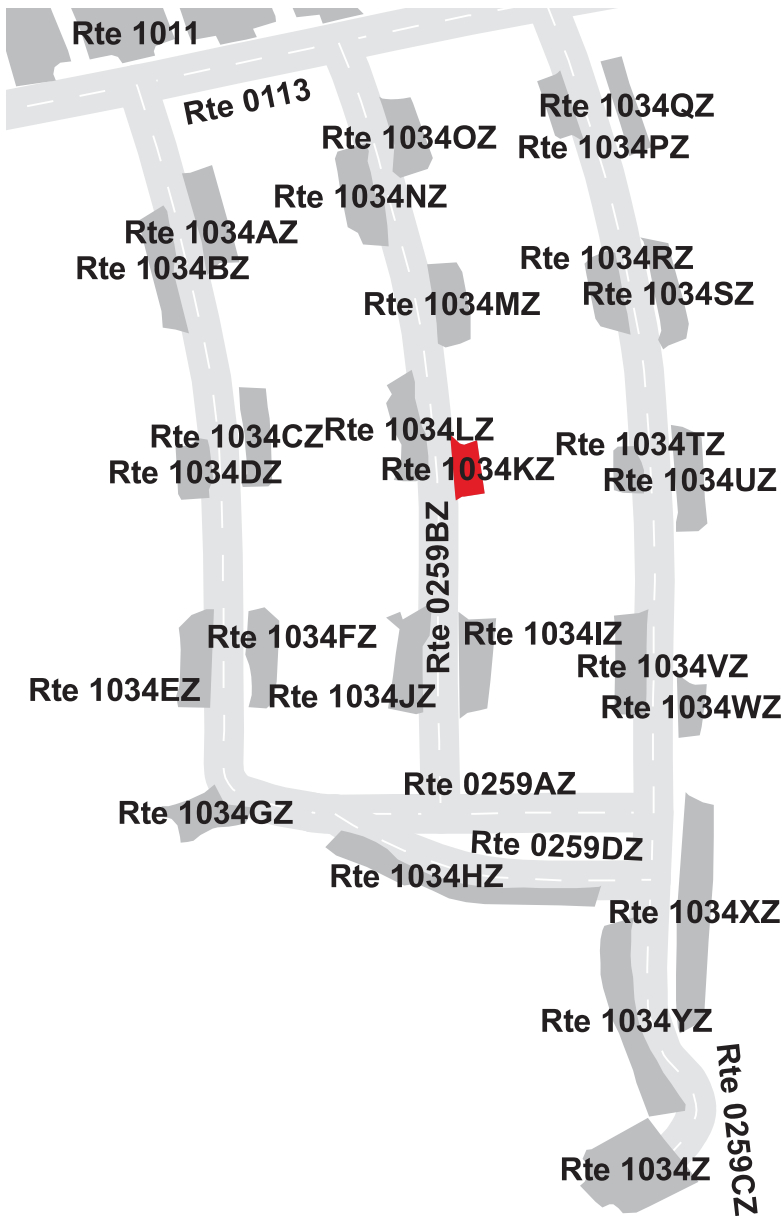 Rte 1011
Rte 0113
Rte 1034QZ
Rte 1034OZ
Rte 1034PZ
Rte 1034NZ
Rte 1034AZ
Rte 1034BZ
Rte 1034RZ
Rte 1034SZ
Rte 1034MZ
Rte 1034CZ
Rte 1034LZ
Rte 1034TZ
Rte 1034DZ
Rte 1034KZ
Rte 1034UZ
Rte 0259BZ
Rte 1034FZ
Rte 1034IZ
Rte 1034VZ
Rte 1034EZ
Rte 1034JZ
Rte 1034WZ
Rte 0259AZ
Rte 1034GZ
Rte 0259DZ
Rte 1034HZ
Rte 1034XZ
Rte 1034YZ
Rte 0259CZ
Rte 1034Z